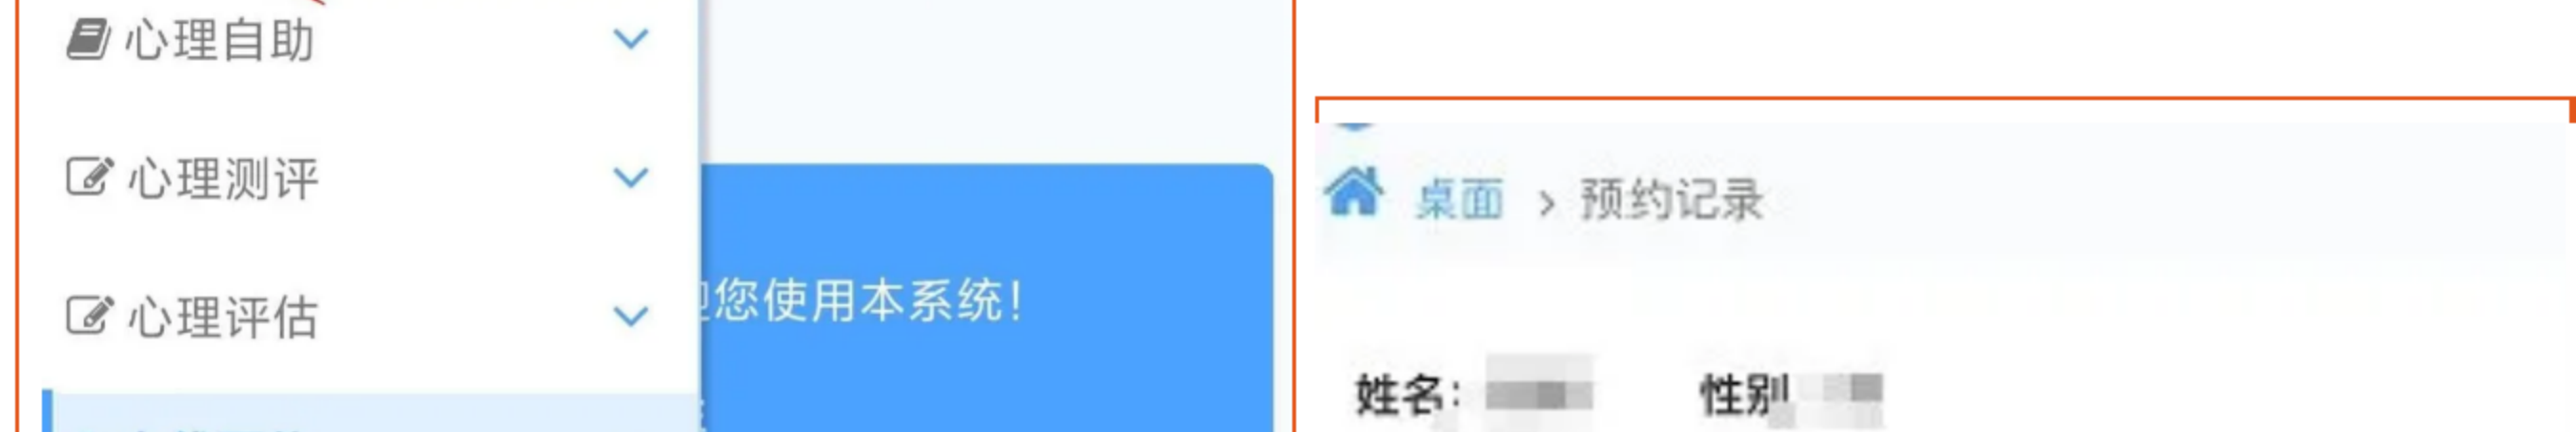 心理自助
心理测评
心理评估
您使用本系统！
桌面 > 预约记录
姓名： 性别